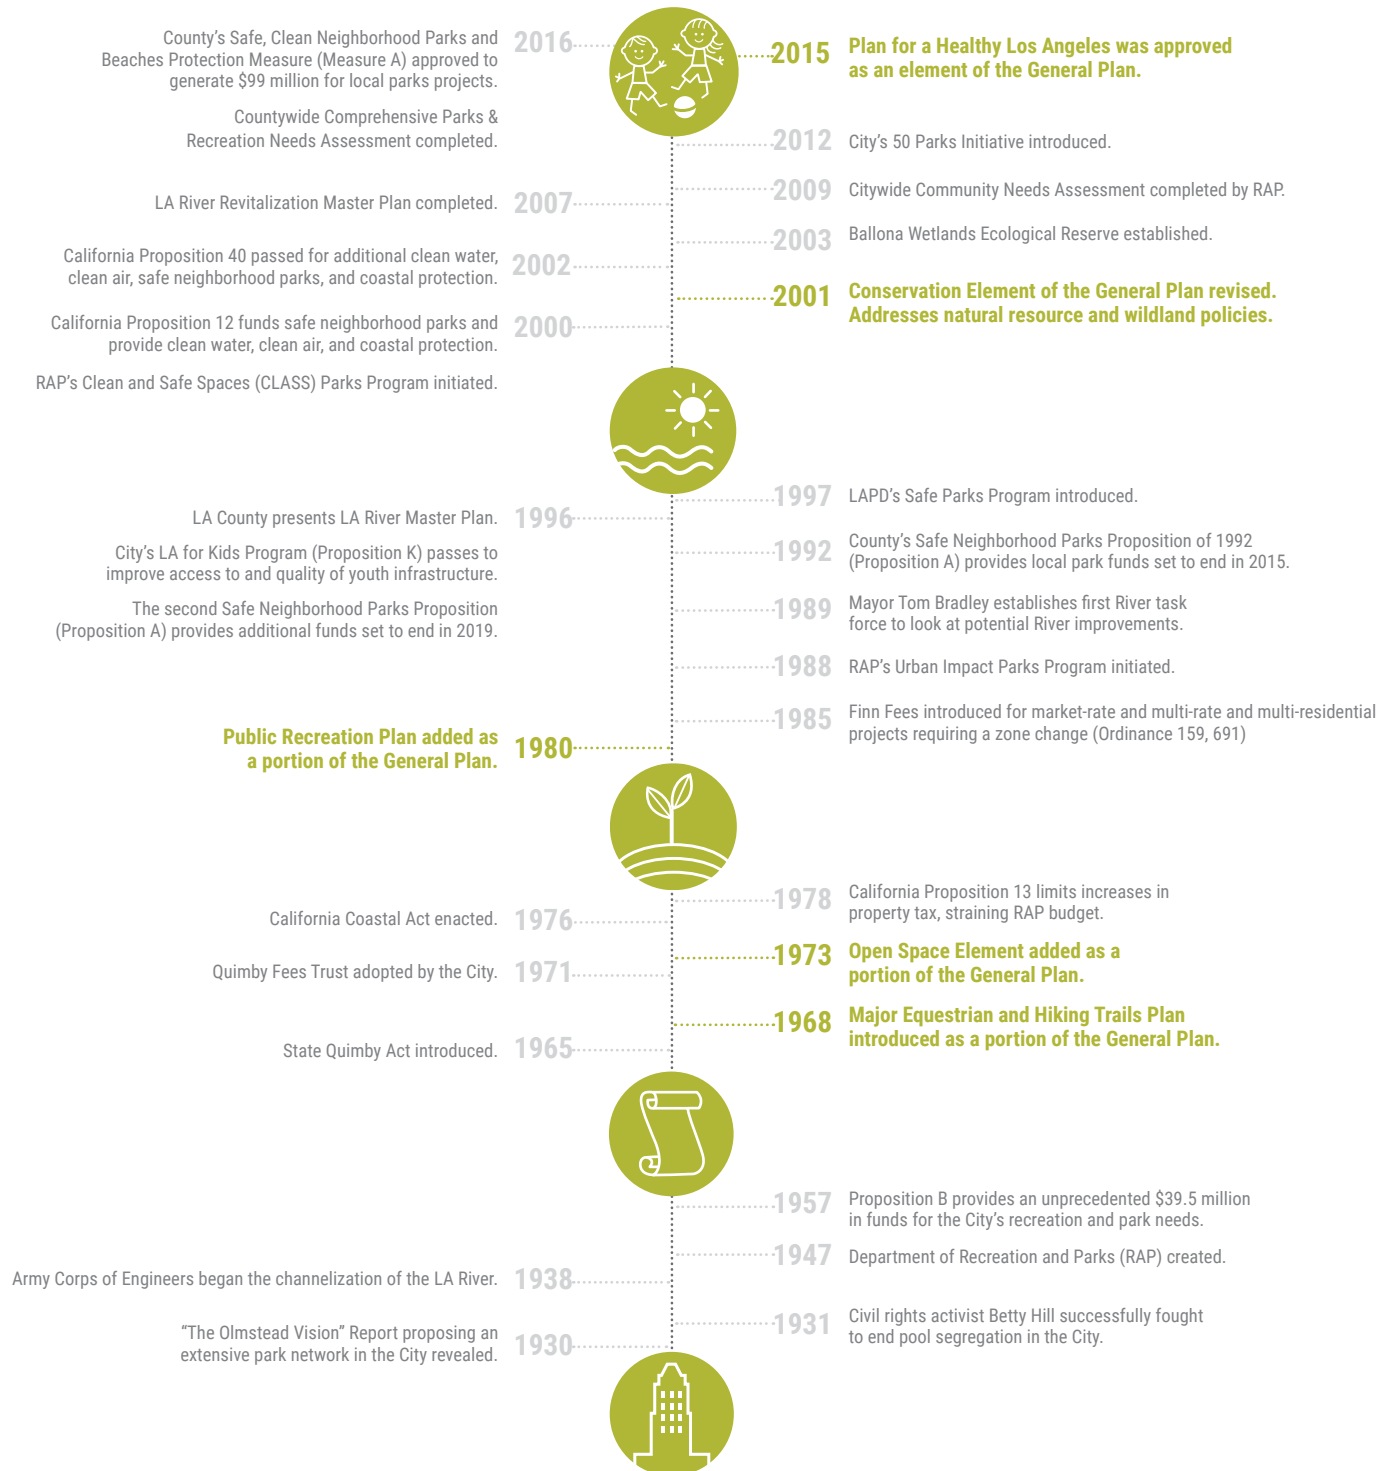 County's Safe, Clean Neighborhood Parks and
Beaches Protection Measure (Measure A) approved to
generate $99 million for local parks projects.
2016
Countywide Comprehensive Parks &
Recreation Needs Assessment completed.
2015
Plan for a Healthy Los Angeles was approved
as an element of the General Plan.
2012
City's 50 Parks Initiative introduced.
2009
Citywide Community Needs Assessment completed by RAP.
LA River Revitalization Master Plan completed.
2007
2003
Ballona Wetlands Ecological Reserve established.
California Proposition 40 passed for additional clean water,
clean air, safe neighborhood parks, and coastal protection.
2002
2001
Conservation Element of the General Plan revised.
Addresses natural resource and wildland policies.
California Proposition 12 funds safe neighborhood parks and
provide clean water, clean air, and coastal protection.
2000
RAP's Clean and Safe Spaces (CLASS) Parks Program initiated.
1997
LAPD's Safe Parks Program introduced.
LA County presents LA River Master Plan.
1996
City's LA for Kids Program (Proposition K) passes to
improve access to and quality of youth infrastructure.
The second Safe Neighborhood Parks Proposition
(Proposition A) provides additional funds set to end in 2019.
1992
County's Safe Neighborhood Parks Proposition of 1992
(Proposition A) provides local park funds set to end in 2015.
1989
Mayor Tom Bradley establishes first River task
force to look at potential River improvements.
1988
RAP's Urban Impact Parks Program initiated.
1985
Finn Fees introduced for market-rate and multi-rate and multi-residential
projects requiring a zone change (Ordinance 159, 691)
Public Recreation Plan added as
a portion of the General Plan.
1980
1978
California Proposition 13 limits increases in
property tax, straining RAP budget.
California Coastal Act enacted.
1976
1973
Open Space Element added as a
portion of the General Plan.
Quimby Fees Trust adopted by the City.
1971
1968
Major Equestrian and Hiking Trails Plan
introduced as a portion of the General Plan.
State Quimby Act introduced.
1965
1957
Proposition B provides an unprecedented $39.5 million
in funds for the City's recreation and park needs.
1947
Department of Recreation and Parks (RAP) created.
Army Corps of Engineers began the channelization of the LA River.
1938
1931
Civil rights activist Betty Hill successfully fought
to end pool segregation in the City.
"The Olmstead Vision" Report proposing an
extensive park network in the City revealed.
1930